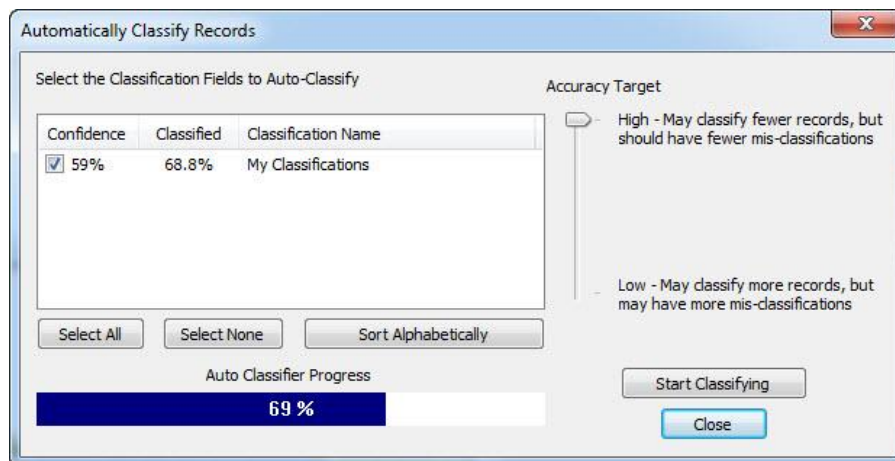 Automatically Classify Records
Select the Classification Fields to Auto-Classify
Confidence Classified Classification Name
59% 68.8% My Classifications
Select All Select None Sort Alphabetically
Auto Classifier Progress
69 %
Accuracy Target
High - May classify fewer records, but
should have fewer mis-classifications
Low - May classify more records, but
may have more mis-classifications
Start Classifying
Close